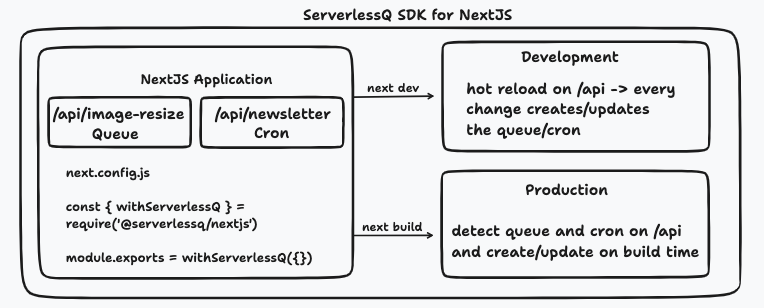 ServerlessQ SDK for NextJS
NextJS Application
/api/image-resize
Queue
/api/newsletter
Cron
next.config.js
const { withServerlessQ } =
require('@serverlessq/nextjs')
module.exports = withServerlessQ({})
next dev
Development
hot reload on /api -> every
change creates/updates
the queue/cron
next build
Production
detect queue and cron on /api
and create/update on build time